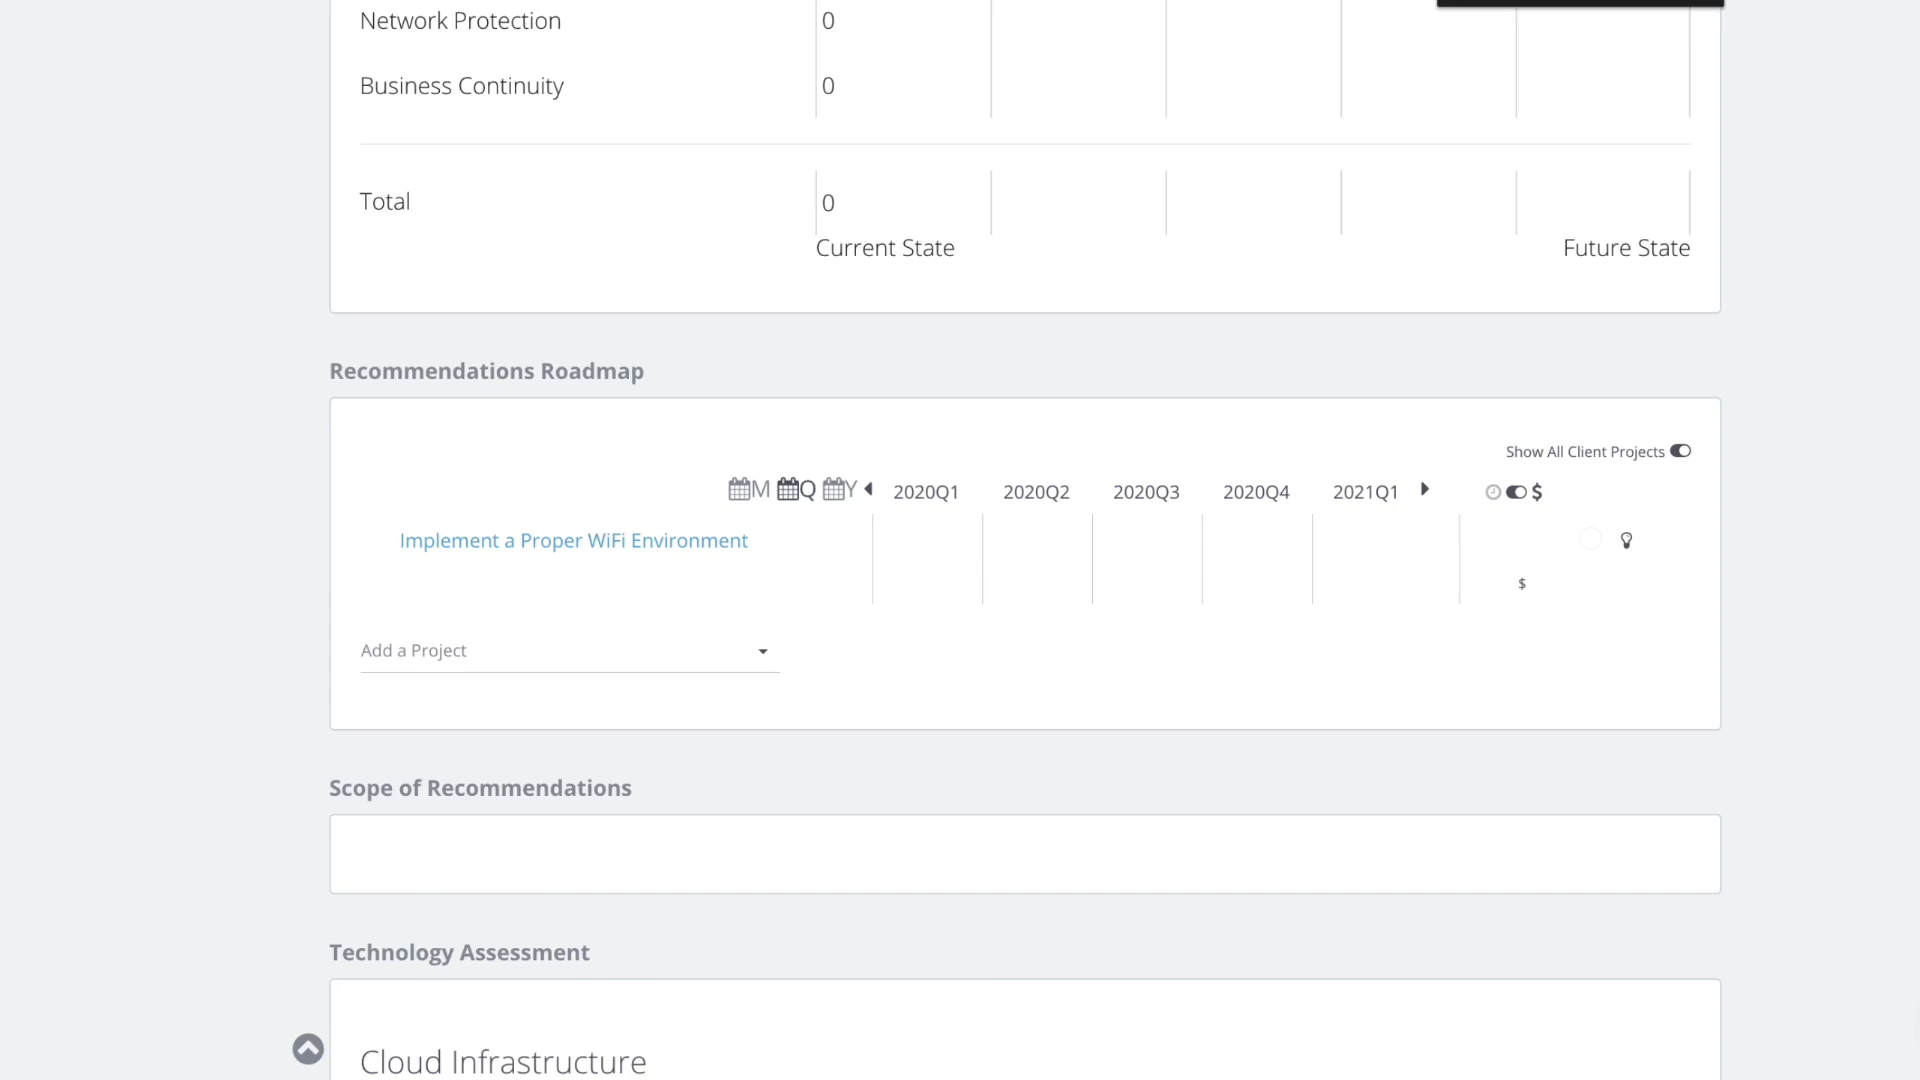 Network Protection 0
Business Continuity 0
Total 0
Current State Future State
Recommendations Roadmap
Show All Client Projects
M Q Y 2020Q1 2020Q2 2020Q3 2020Q4 2021Q1 $
Implement a Proper WiFi Environment
$
Add a Project
Scope of Recommendations
Technology Assessment
Cloud Infrastructure